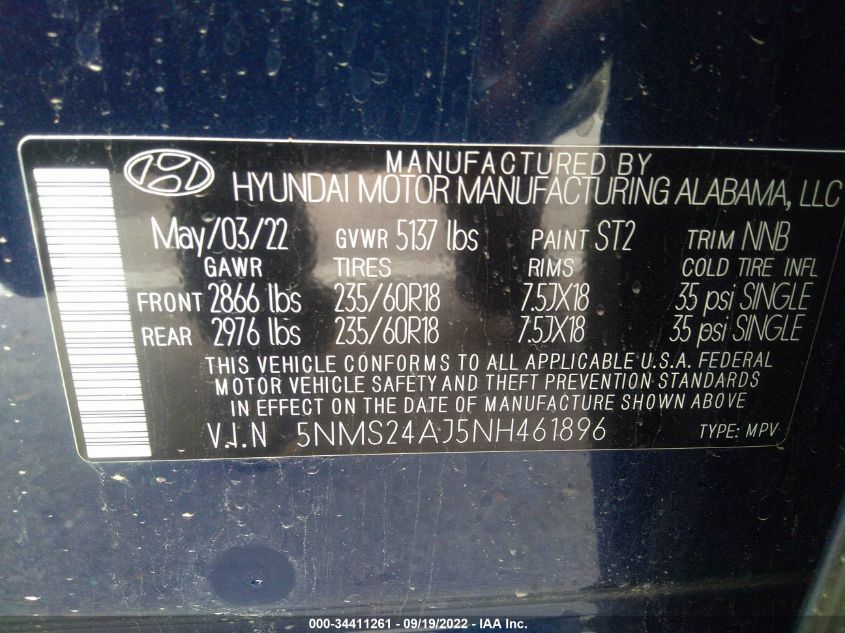 MANUFACTURED BY
HYUNDAI MOTOR MANUFACTURING ALABAMA, LLC
May/03/22 GVWR 5137 lbs PAINT ST2 TRIM NNB
GAWR TIRES RIMS COLD TIRE INFL
FRONT 2866 lbs 235/60R18 7.5JX18 35 psi SINGLE
REAR 2976 lbs 235/60R18 7.5JX18 35 psi SINGLE
THIS VEHICLE CONFORMS TO ALL APPLICABLE U.S.A. FEDERAL
MOTOR VEHICLE SAFETY AND THEFT PREVENTION STANDARDS
IN EFFECT ON THE DATE OF MANUFACTURE SHOWN ABOVE
V.I.N 5NMS24AJ5NH461896 TYPE: MPV
000-34411261 - 09/19/2022 - IAA Inc.